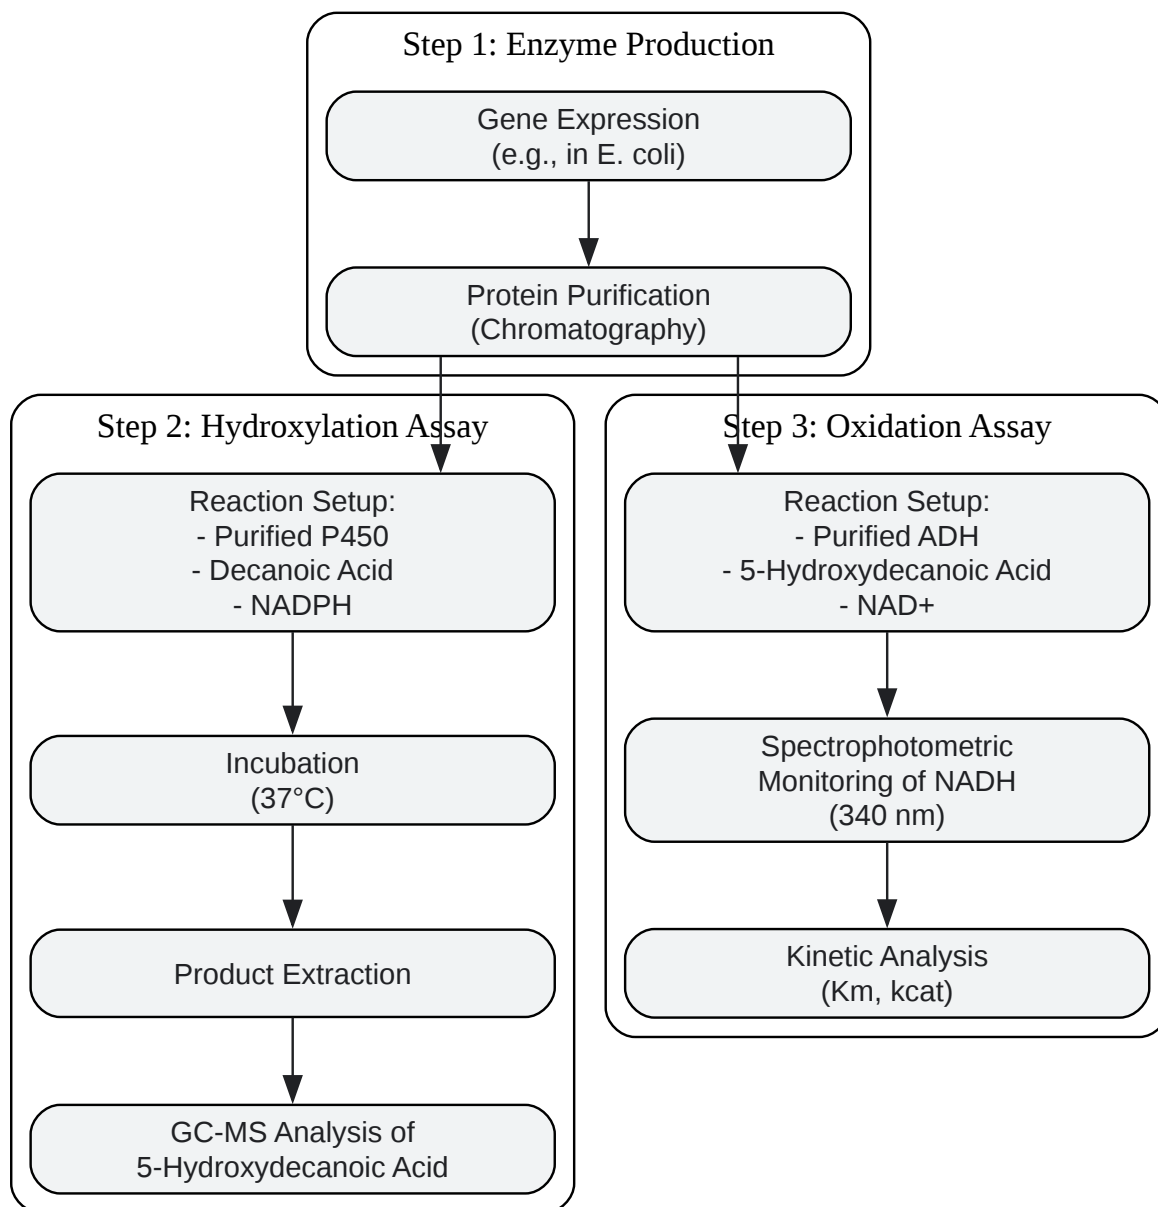 Step 1: Enzyme Production
Gene Expression
(e.g., in E. coli)
Protein Purification
(Chromatography)
Step 2: Hydroxylation Assay
Reaction Setup:
- Purified P450
- Decanoic Acid
- NADPH
Incubation
(37°C)
Product Extraction
GC-MS Analysis of
5-Hydroxydecanoic Acid
Step 3: Oxidation Assay
Reaction Setup:
- Purified ADH
- 5-Hydroxydecanoic Acid
- NAD+
Spectrophotometric
Monitoring of NADH
(340 nm)
Kinetic Analysis
(Km, kcat)